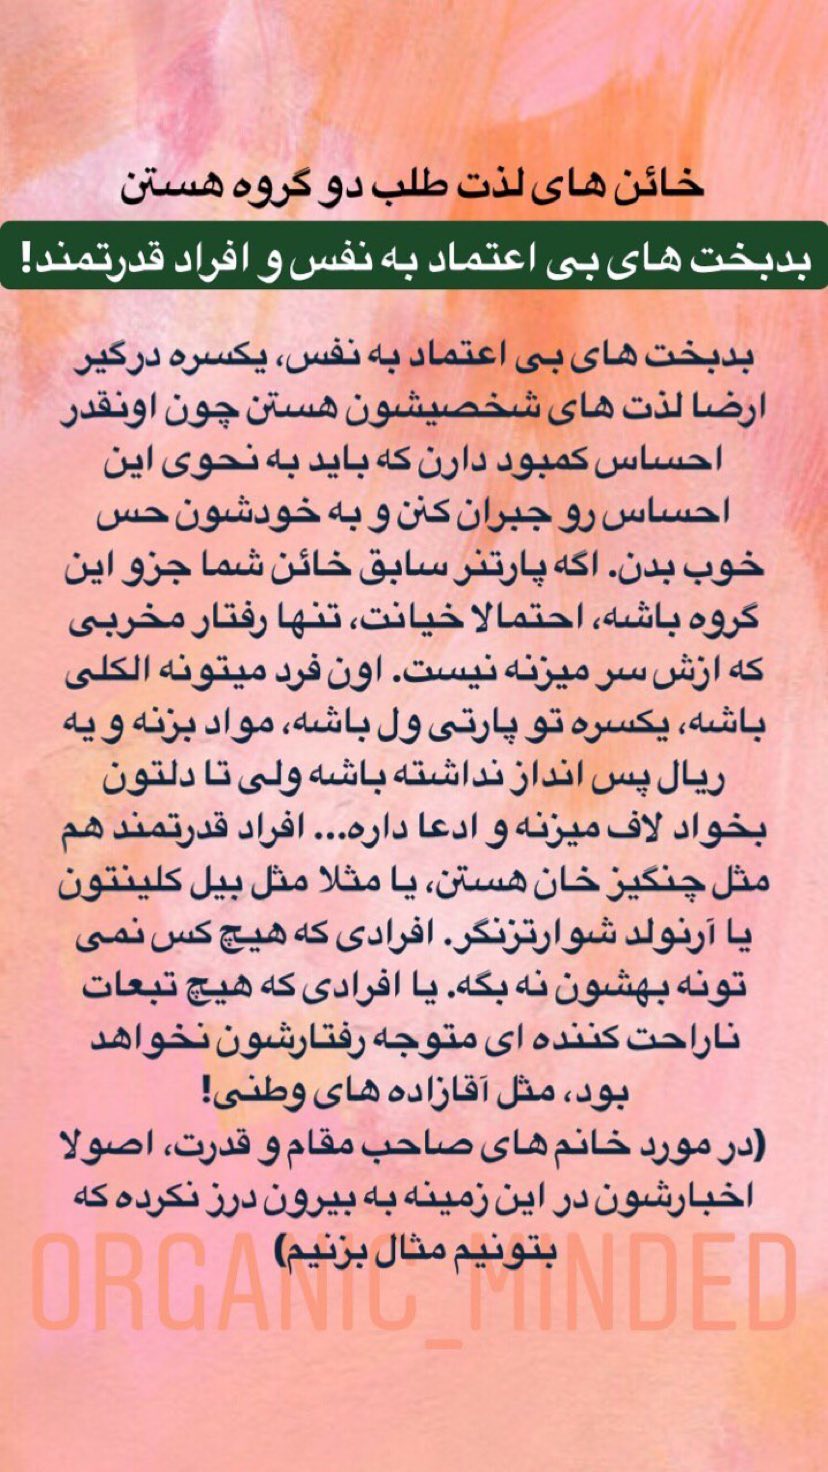 خائن های لذت طلب دو گروه هستن
بدبخت های بی اعتماد به نفس و افراد قدرتمند!
بدبخت های بی اعتماد به نفس، یکسره درگیر
ارضا لذت های شخصیشون هستن چون اونقدر
احساس کمبود دارن که باید به نحوی این
احساس رو جبران کنن و به خودشون حس
خوب بدن. اگه پارتنر سابق خائن شما جزو این
گروه باشه، احتمالا خیانت، تنها رفتار مخربی
که ازش سر میزنه نیست. اون فرد میتونه الکلی
باشه، یکسره تو پارتی ول باشه، مواد بزنه و یه
ریال پس انداز نداشته باشه ولی تا دلتون
بخواد لاف میزنه و ادعا داره... افراد قدرتمند هم
مثل چنگیز خان هستن، یا مثلا مثل بیل کلینتون
یا آرنولد شوارتزنگر. افرادی که هیچ کس نمی
تونه بهشون نه بگه. یا افرادی که هیچ تبعات
ناراحت کننده ای متوجه رفتارشون نخواهد
بود، مثل آقازاده های وطنی!
(در مورد خانم های صاحب مقام و قدرت، اصولا
اخبارشون در این زمینه به بیرون درز نکرده که
بتونیم مثال بزنیم)
ORGANIC_MINDED